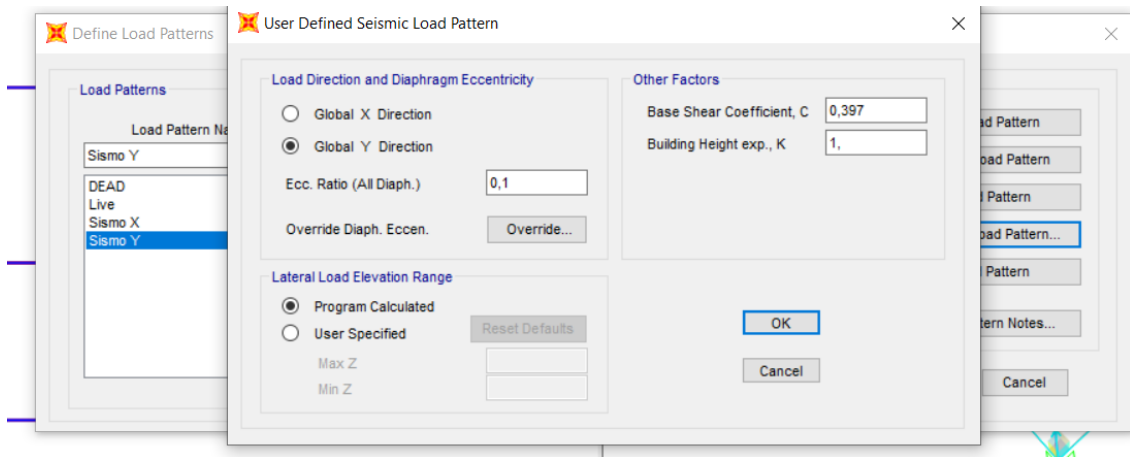 Define Load Patterns
Load Patterns
Load Pattern Na
Sismo Y
DEAD
Live
Sismo X
Sismo Y
User Defined Seismic Load Pattern
Load Direction and Diaphragm Eccentricity
Global X Direction
Global Y Direction
Ecc. Ratio (All Diaph.) 0,1
Override Diaph. Eccen. Override...
Lateral Load Elevation Range
Program Calculated
User Specified Reset Defaults
Max Z
Min Z
Other Factors
Base Shear Coefficient, C 0,397
Building Height exp., K 1,
OK
Cancel
ad Pattern
oad Pattern
d Pattern
oad Pattern...
Pattern
tern Notes...
Cancel